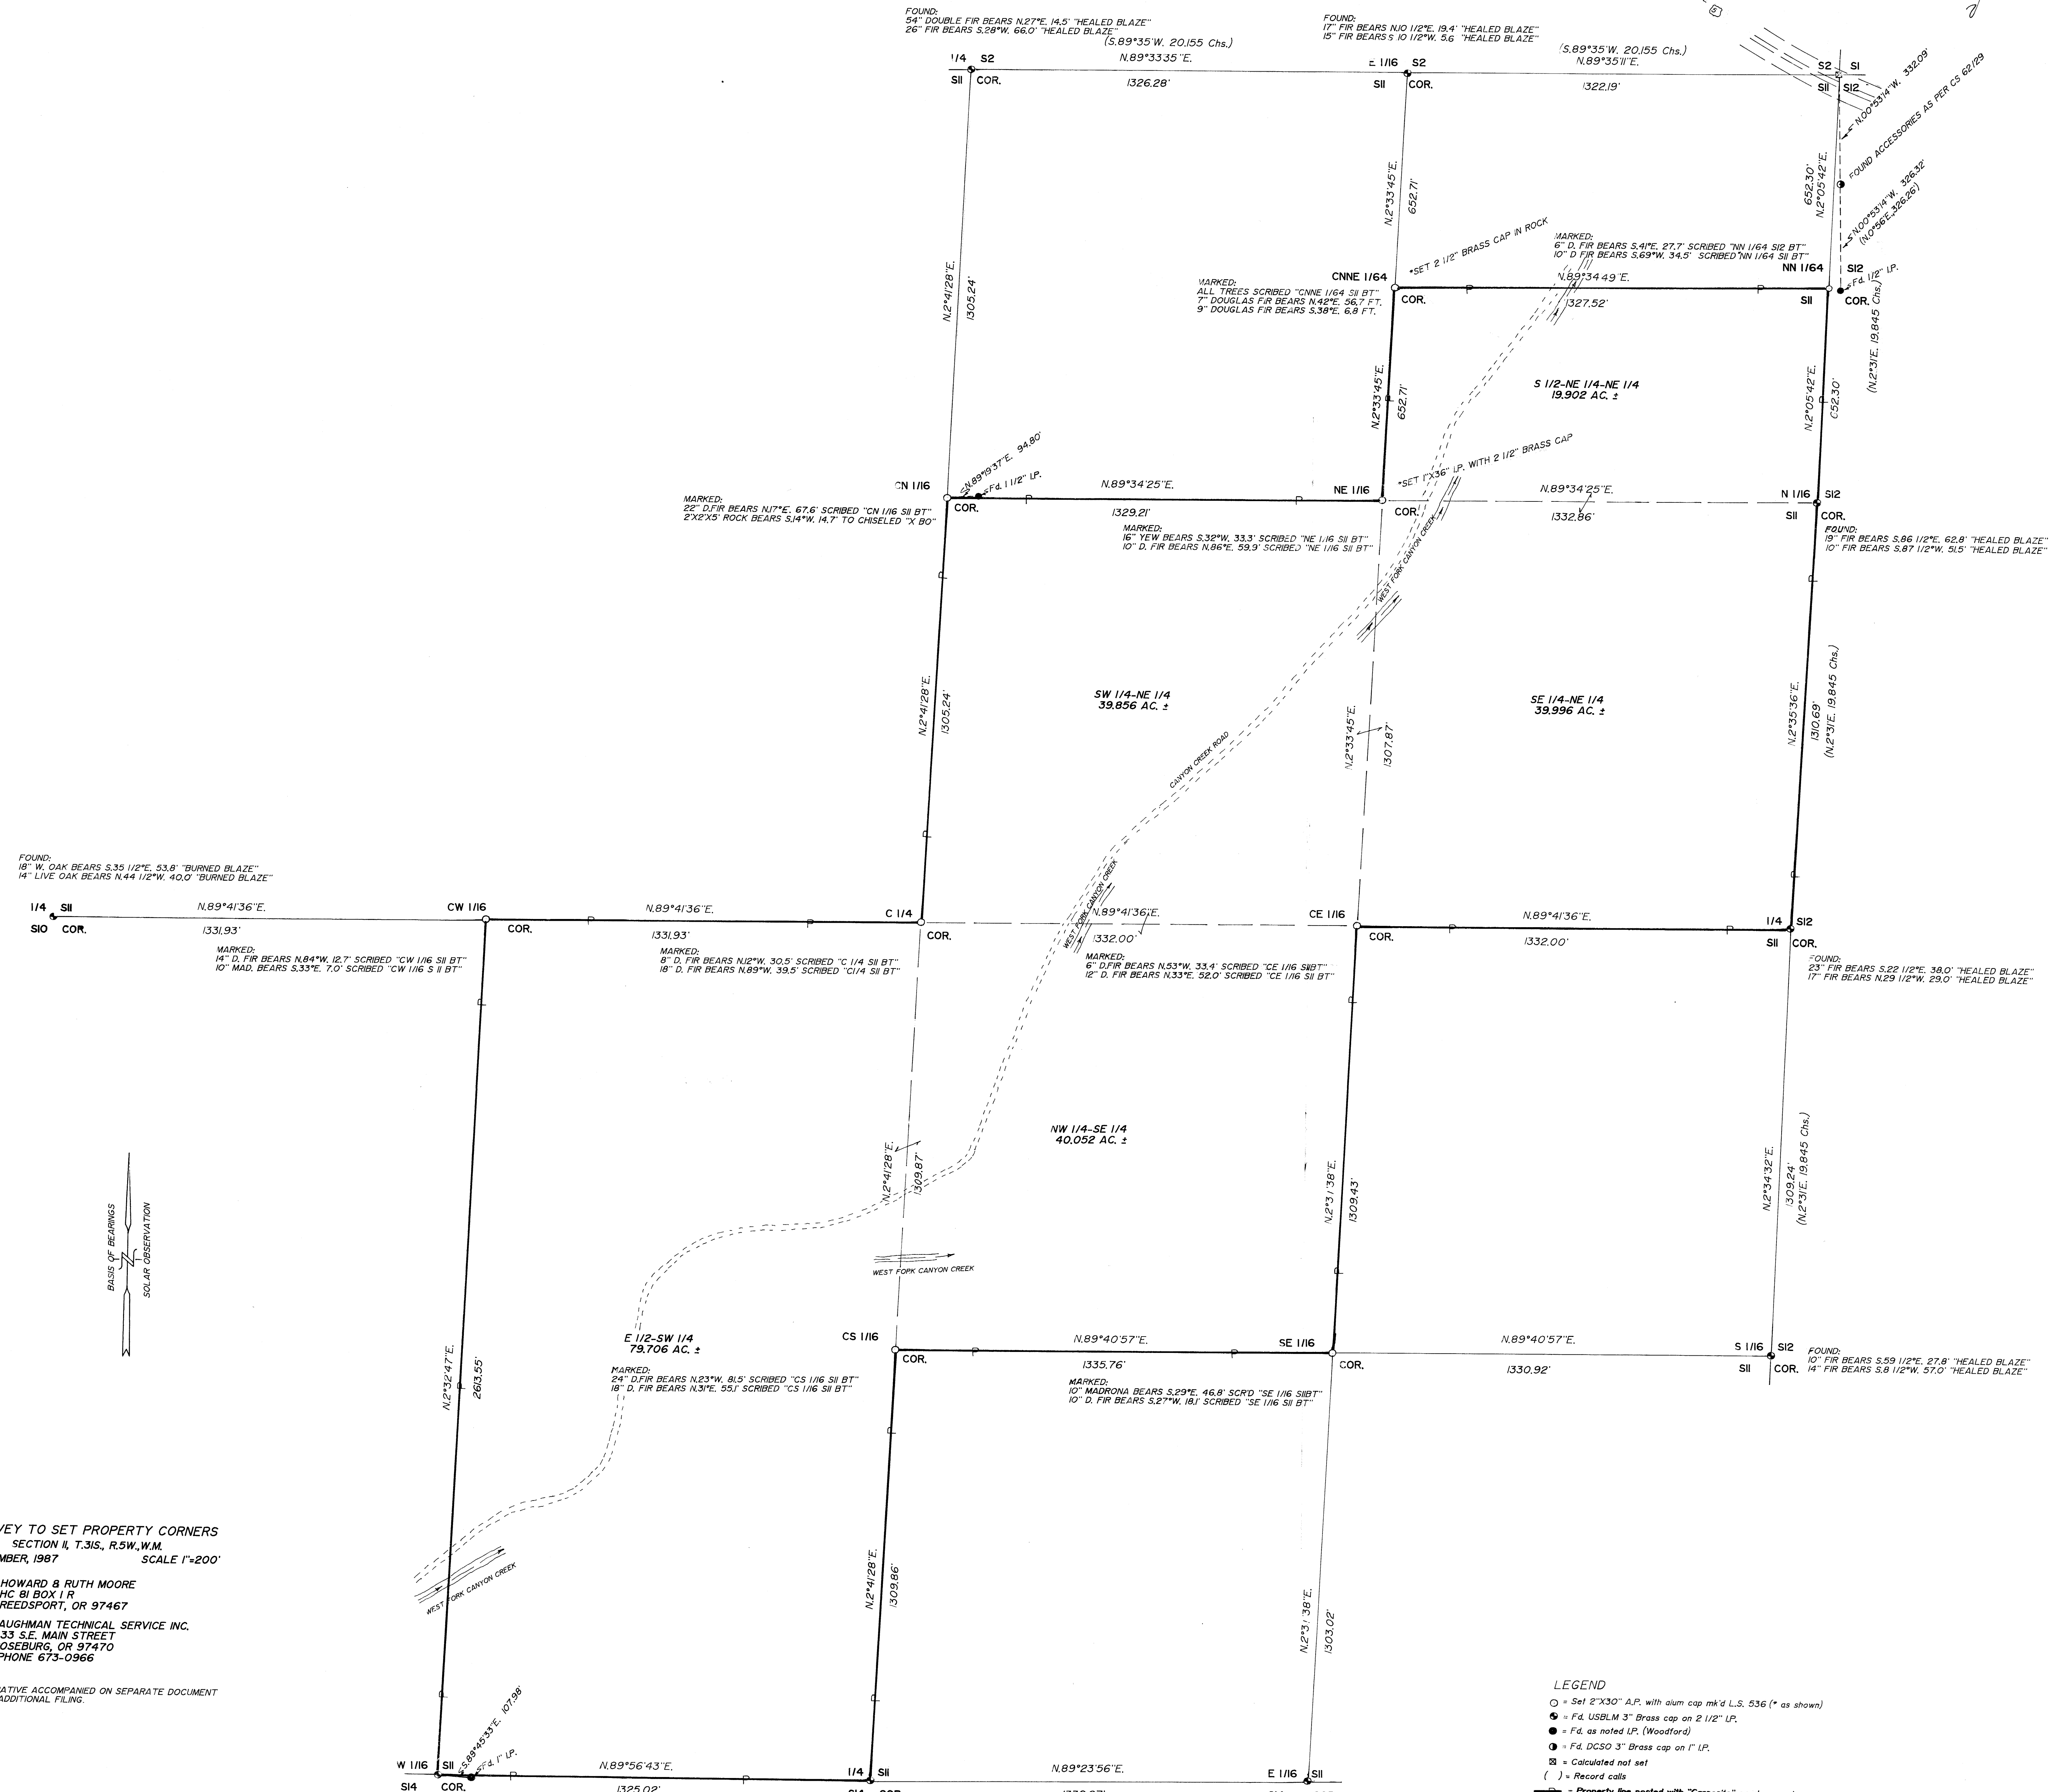 FOUND:
54" DOUBLE FIR BEARS N.27°E. 14.5' "HEALED BLAZE"
26" FIR BEARS S.28°W. 66.0' "HEALED BLAZE"
(S.89°35'W. 20.155 Chs.)
FOUND:
17" FIR BEARS N.10 1/2°E. 19.4' "HEALED BLAZE"
15" FIR BEARS S 10 1/2°W. 5.6 "HEALED BLAZE"
(S.89°35'W. 20.155 Chs.)
5
1/4 S2
S11 COR.
N.89°33'35"E.
1326.28'
E 1/16 S2
S11 COR.
N.89°35'11"E.
1322.19'
S2 S1
S11 S12
N.00°53'14"W. 332.09'
FOUND ACCESSORIES AS PER CS 62/29
N.00°53'14"W. 326.32'
(N.0°56'E. 326.26')
N.2°41'28"E.
1305.24'
N.2°33'45"E.
652.71'
652.30'
N.2°05'42"E.
*SET 2 1/2" BRASS CAP IN ROCK
MARKED:
6" D. FIR BEARS S.41°E. 27.7' SCRIBED "NN 1/64 S12 BT"
10" D. FIR BEARS S.69°W. 34.5' SCRIBED "NN 1/64 S11 BT"
CNNE 1/64
COR.
N.89°34'49"E.
1327.52'
NN 1/64 S12
S11 COR.
Fd. 1/2" I.P.
(N.2°31'E. 19.845 Chs.)
MARKED:
ALL TREES SCRIBED "CNNE 1/64 S11 BT"
7" DOUGLAS FIR BEARS N.42°E. 56.7 FT.
9" DOUGLAS FIR BEARS S.38°E. 6.8 FT.
N.2°33'45"E.
652.71'
S 1/2-NE 1/4-NE 1/4
19.902 AC. ±
N.2°05'42"E.
652.30'
*SET 1"X36" I.P. WITH 2 1/2" BRASS CAP
N.89°19'37"E. 94.80'
Fd. 1 1/2" I.P.
CN 1/16
COR.
N.89°34'25"E.
1329.21'
NE 1/16
COR.
N.89°34'25"E.
1332.86'
N 1/16 S12
S11 COR.
MARKED:
22" D.FIR BEARS N.17°E. 67.6' SCRIBED "CN 1/16 S11 BT"
2'X2'X5' ROCK BEARS S.14°W. 14.7' TO CHISELED "X BO"
MARKED:
16" YEW BEARS S.32°W. 33.3' SCRIBED "NE 1/16 S11 BT"
10" D. FIR BEARS N.86°E. 59.9' SCRIBED "NE 1/16 S11 BT"
FOUND:
19" FIR BEARS S.86 1/2°E. 62.8' "HEALED BLAZE"
10" FIR BEARS S.87 1/2°W. 51.5' "HEALED BLAZE"
WEST FORK CANYON CREEK
N.2°41'28"E.
1305.24'
SW 1/4-NE 1/4
39.856 AC. ±
CANYON CREEK ROAD
N.2°33'45"E.
1307.87'
SE 1/4-NE 1/4
39.996 AC. ±
N.2°35'36"E.
1310.69'
(N.2°31'E. 19.845 Chs.)
FOUND:
18" W. OAK BEARS S.35 1/2°E. 53.8' "BURNED BLAZE"
14" LIVE OAK BEARS N.44 1/2°W. 40.0' "BURNED BLAZE"
1/4 S11
S10 COR.
N.89°41'36"E.
1331.93'
CW 1/16
COR.
N.89°41'36"E.
1331.93'
C 1/4
COR.
WEST FORK CANYON CREEK
N.89°41'36"E.
1332.00'
CE 1/16
COR.
N.89°41'36"E.
1332.00'
1/4 S12
S11 COR.
MARKED:
14" D. FIR BEARS N.84°W. 12.7' SCRIBED "CW 1/16 S11 BT"
10" MAD. BEARS S.33°E. 7.0' SCRIBED "CW 1/16 S 11 BT"
MARKED:
8" D. FIR BEARS N.12°W. 30.5' SCRIBED "C 1/4 S11 BT"
18" D. FIR BEARS N.89°W. 39.5' SCRIBED "C1/4 S11 BT"
MARKED:
6" D.FIR BEARS N.53°W. 33.4' SCRIBED "CE 1/16 S11BT"
12" D. FIR BEARS N.33°E. 52.0' SCRIBED "CE 1/16 S11 BT"
FOUND:
23" FIR BEARS S.22 1/2°E. 38.0' "HEALED BLAZE"
17" FIR BEARS N.29 1/2°W. 29.0' "HEALED BLAZE"
NW 1/4-SE 1/4
40.052 AC. ±
N.2°41'28"E.
1309.87'
N.2°31'38"E.
1309.43'
N.2°34'32"E.
1309.24'
(N.2°31'E. 19.845 Chs.)
BASIS OF BEARINGS
N
SOLAR OBSERVATION
WEST FORK CANYON CREEK
E 1/2-SW 1/4
79.706 AC. ±
CS 1/16
COR.
N.89°40'57"E.
1335.76'
SE 1/16
COR.
N.89°40'57"E.
1330.92'
S 1/16 S12
S11 COR.
MARKED:
24" D.FIR BEARS N.23°W. 81.5' SCRIBED "CS 1/16 S11 BT"
18" D. FIR BEARS N.31°E. 55.1' SCRIBED "CS 1/16 S11 BT"
MARKED:
10" MADRONA BEARS S.29°E. 46.8' SCR'D "SE 1/16 S11BT"
10" D. FIR BEARS S.27°W. 18.1' SCRIBED "SE 1/16 S11 BT"
FOUND:
10" FIR BEARS S.59 1/2°E. 27.8' "HEALED BLAZE"
14" FIR BEARS S.8 1/2°W. 57.0' "HEALED BLAZE"
N.2°32'47"E.
2613.55'
WEST FORK CANYON CREEK
N.2°41'28"E.
1309.86'
N.2°31'38"E.
1303.02'
VEY TO SET PROPERTY CORNERS
SECTION 11, T.31S., R.5W.,W.M.
MBER, 1987 SCALE 1"=200'
HOWARD & RUTH MOORE
HC 81 BOX 1 R
REEDSPORT, OR 97467
AUGHMAN TECHNICAL SERVICE INC.
33 S.E. MAIN STREET
OSEBURG, OR 97470
PHONE 673-0966
ATIVE ACCOMPANIED ON SEPARATE DOCUMENT
ADDITIONAL FILING.
S.89°45'33"E. 107.98'
Fd. 1" I.P.
W 1/16 S11
S14 COR.
N.89°56'43"E.
1325.02'
1/4 S11
N.89°23'56"E.
E 1/16 S11
LEGEND
= Set 2"X30" A.P. with alum cap mk'd L.S. 536 (* as shown)
= Fd. USBLM 3" Brass cap on 2 1/2" I.P.
= Fd. as noted I.P. (Woodford)
= Fd. DCSO 3" Brass cap on 1" I.P.
= Calculated not set
( ) = Record calls